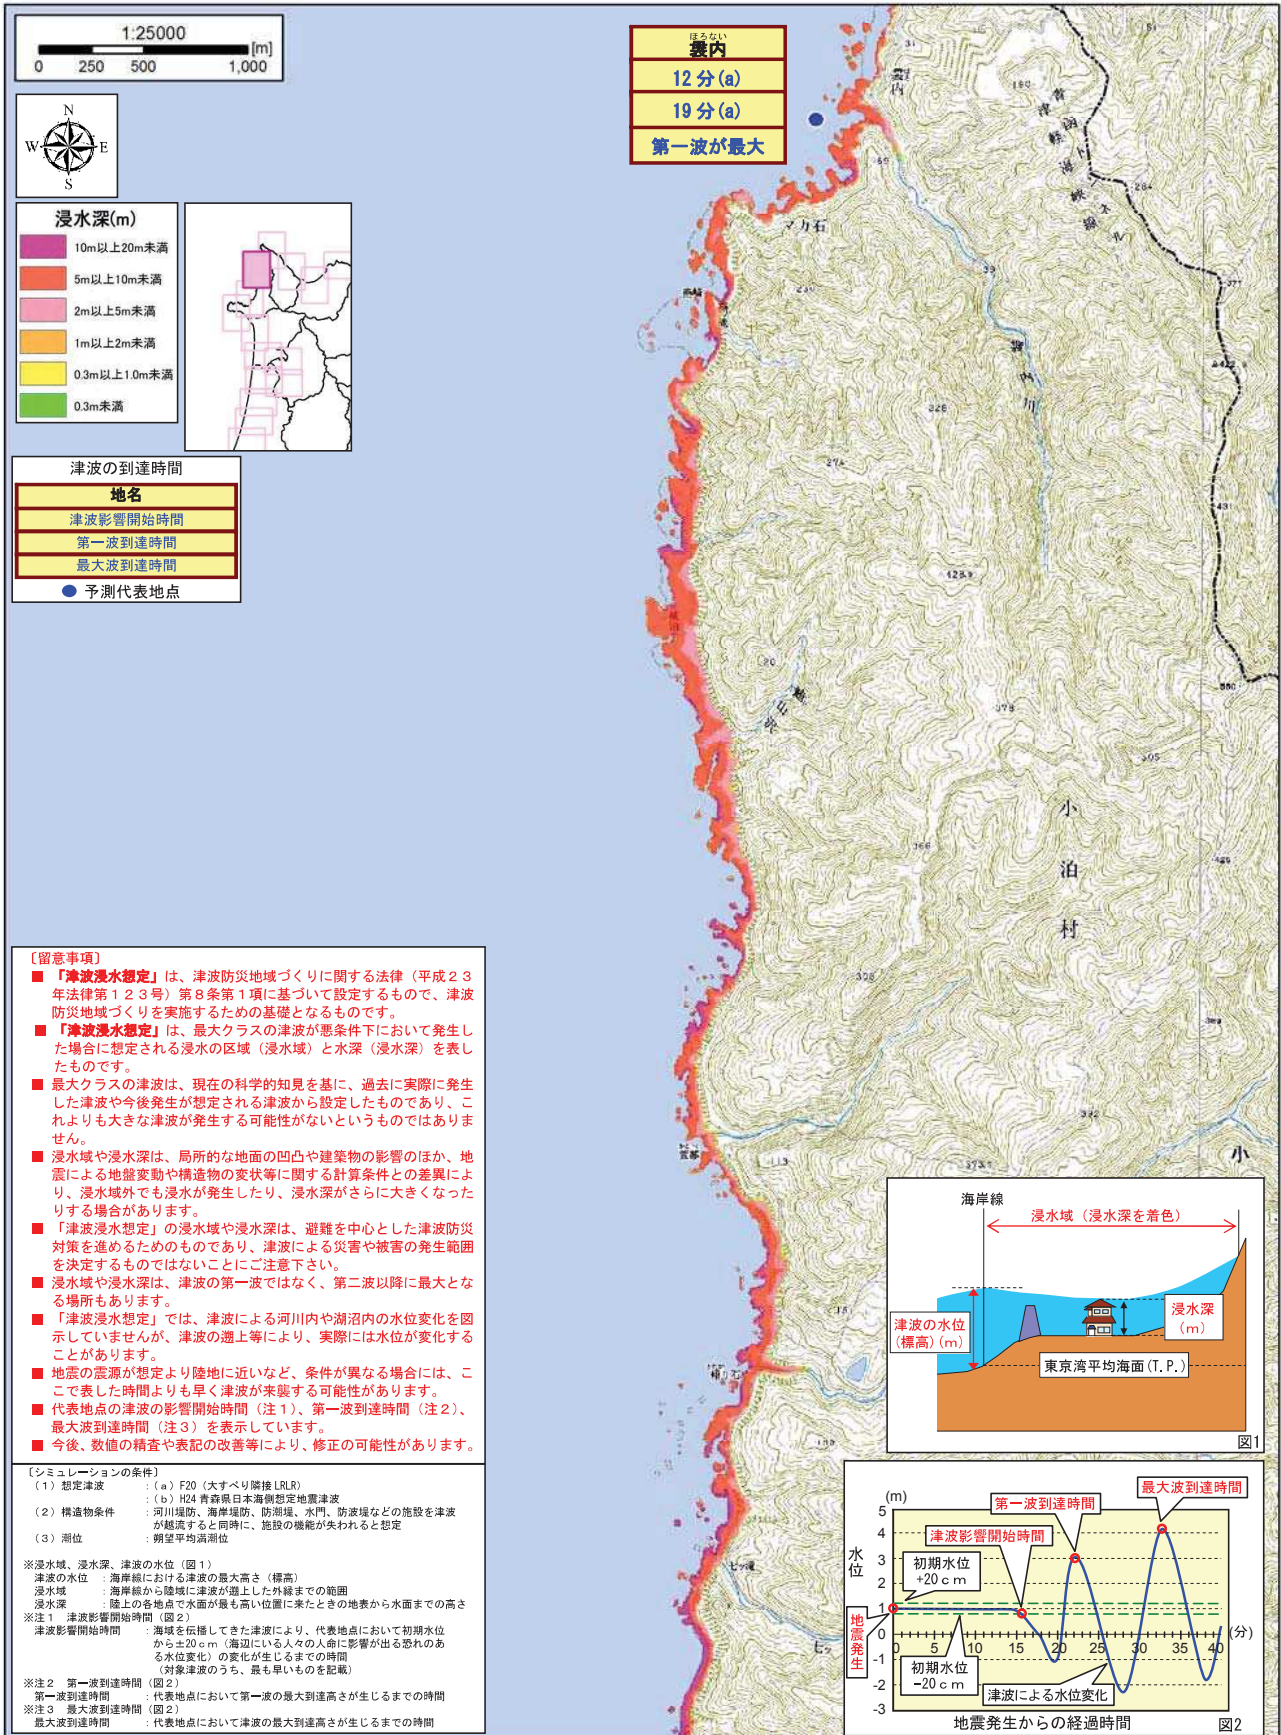 1:25000
[m]
0 250 500 1,000
N
W E
S
浸水深(m)
10m以上20m未満
5m以上10m未満
2m以上5m未満
1m以上2m未満
0.3m以上1.0m未満
0.3m未満
津波の到達時間
地名
津波影響開始時間
第一波到達時間
最大波到達時間
予測代表地点
ほろない
袰内
12分(a)
19分(a)
第一波が最大
マカ石
小
泊
村
小
七ッ滝
〔留意事項〕
■ 「津波浸水想定」は、津波防災地域づくりに関する法律（平成２３
年法律第１２３号）第８条第１項に基づいて設定するもので、津波
防災地域づくりを実施するための基礎となるものです。
■ 「津波浸水想定」は、最大クラスの津波が悪条件下において発生し
た場合に想定される浸水の区域（浸水域）と水深（浸水深）を表し
たものです。
■ 最大クラスの津波は、現在の科学的知見を基に、過去に実際に発生
した津波や今後発生が想定される津波から設定したものであり、こ
れよりも大きな津波が発生する可能性がないというものではありま
せん。
■ 浸水域や浸水深は、局所的な地面の凹凸や建築物の影響のほか、地
震による地盤変動や構造物の変状等に関する計算条件との差異によ
り、浸水域外でも浸水が発生したり、浸水深がさらに大きくなった
りする場合があります。
■ 「津波浸水想定」の浸水域や浸水深は、避難を中心とした津波防災
対策を進めるためのものであり、津波による災害や被害の発生範囲
を決定するものではないことにご注意下さい。
■ 浸水域や浸水深は、津波の第一波ではなく、第二波以降に最大とな
る場所もあります。
■ 「津波浸水想定」では、津波による河川内や湖沼内の水位変化を図
示していませんが、津波の遡上等により、実際には水位が変化する
ことがあります。
■ 地震の震源が想定より陸地に近いなど、条件が異なる場合には、こ
こで表した時間よりも早く津波が来襲する可能性があります。
■ 代表地点の津波の影響開始時間（注１）、第一波到達時間（注２）、
最大波到達時間（注３）を表示しています。
■ 今後、数値の精査や表記の改善等により、修正の可能性があります。
〔シミュレーションの条件〕
（１）想定津波 ：（ａ）F20（大すべり隣接LRLR）
：（ｂ）H24 青森県日本海側想定地震津波
（２）構造物条件 ：河川堤防、海岸堤防、防潮堤、水門、防波堤などの施設を津波
が越流すると同時に、施設の機能が失われると想定
（３）潮位 ：朔望平均満潮位
※浸水域、浸水深、津波の水位（図１）
津波の水位 ：海岸線における津波の最大高さ（標高）
浸水域 ：海岸線から陸域に津波が遡上した外縁までの範囲
浸水深 ：陸上の各地点で水面が最も高い位置に来たときの地表から水面までの高さ
※注１ 津波影響開始時間（図２）
津波影響開始時間 ：海域を伝播してきた津波により、代表地点において初期水位
から±20ｃｍ（海辺にいる人々の人命に影響が出る恐れのあ
る水位変化）の変化が生じるまでの時間
（対象津波のうち、最も早いものを記載）
※注２ 第一波到達時間（図２）
第一波到達時間 ：代表地点において第一波の最大到達高さが生じるまでの時間
※注３ 最大波到達時間（図２）
最大波到達時間 ：代表地点において津波の最大到達高さが生じるまでの時間
海岸線
浸水域（浸水深を着色）
津波の水位
(標高)(m)
浸水深
(m)
東京湾平均海面(T.P.)
図1
(m)
5
4
3
2
1
0
-1
-2
-3
水位
第一波到達時間
最大波到達時間
津波影響開始時間
初期水位
+20ｃｍ
地震発生
0 5 10 15 20 25 30 35 40 (分)
初期水位
-20ｃｍ
津波による水位変化
地震発生からの経過時間
図2